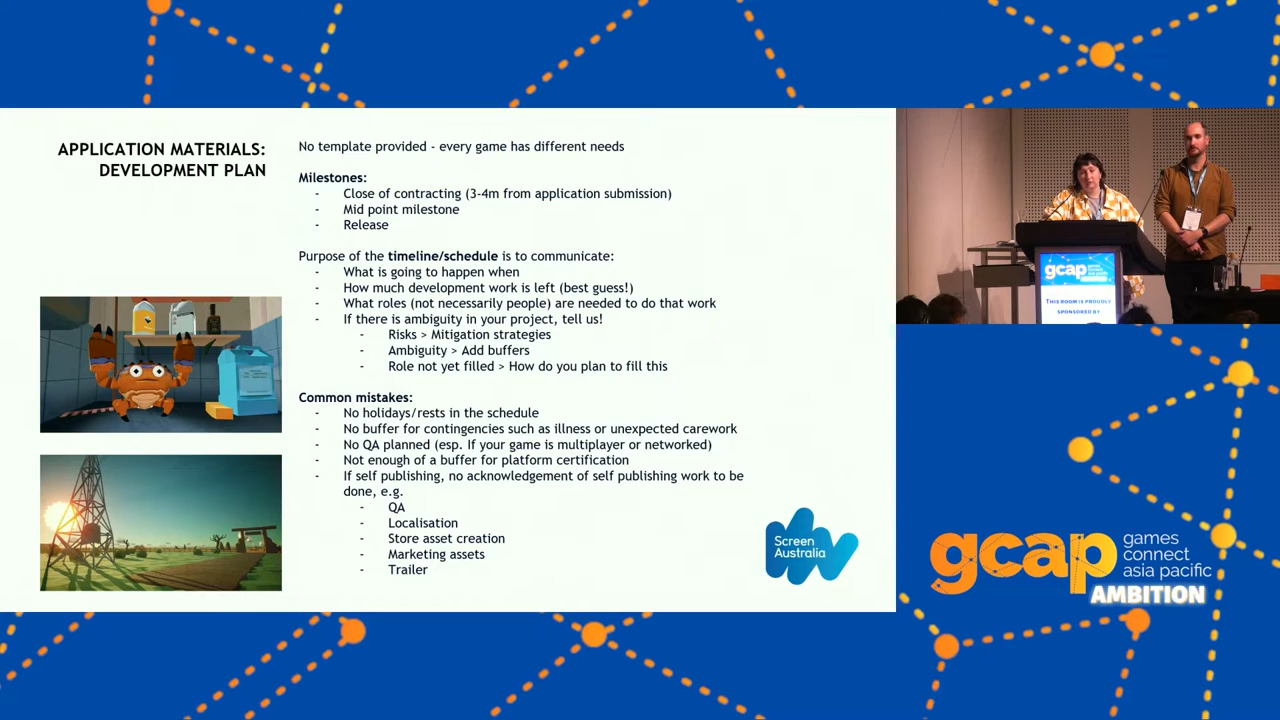 APPLICATION MATERIALS:
DEVELOPMENT PLAN
No template provided - every game has different needs
Milestones:
- Close of contracting (3-4m from application submission)
- Mid point milestone
- Release
Purpose of the timeline/schedule is to communicate:
- What is going to happen when
- How much development work is left (best guess!)
- What roles (not necessarily people) are needed to do that work
- If there is ambiguity in your project, tell us!
- Risks > Mitigation strategies
- Ambiguity > Add buffers
- Role not yet filled > How do you plan to fill this
Common mistakes:
- No holidays/rests in the schedule
- No buffer for contingencies such as illness or unexpected carework
- No QA planned (esp. If your game is multiplayer or networked)
- Not enough of a buffer for platform certification
- If self publishing, no acknowledgement of self publishing work to be
done, e.g.
- QA
- Localisation
- Store asset creation
- Marketing assets
- Trailer
Screen
Australia
gcap
THIS ROOM IS PROUDLY
SPONSORED BY
gcap
games
connect
asia pacific
AMBITION